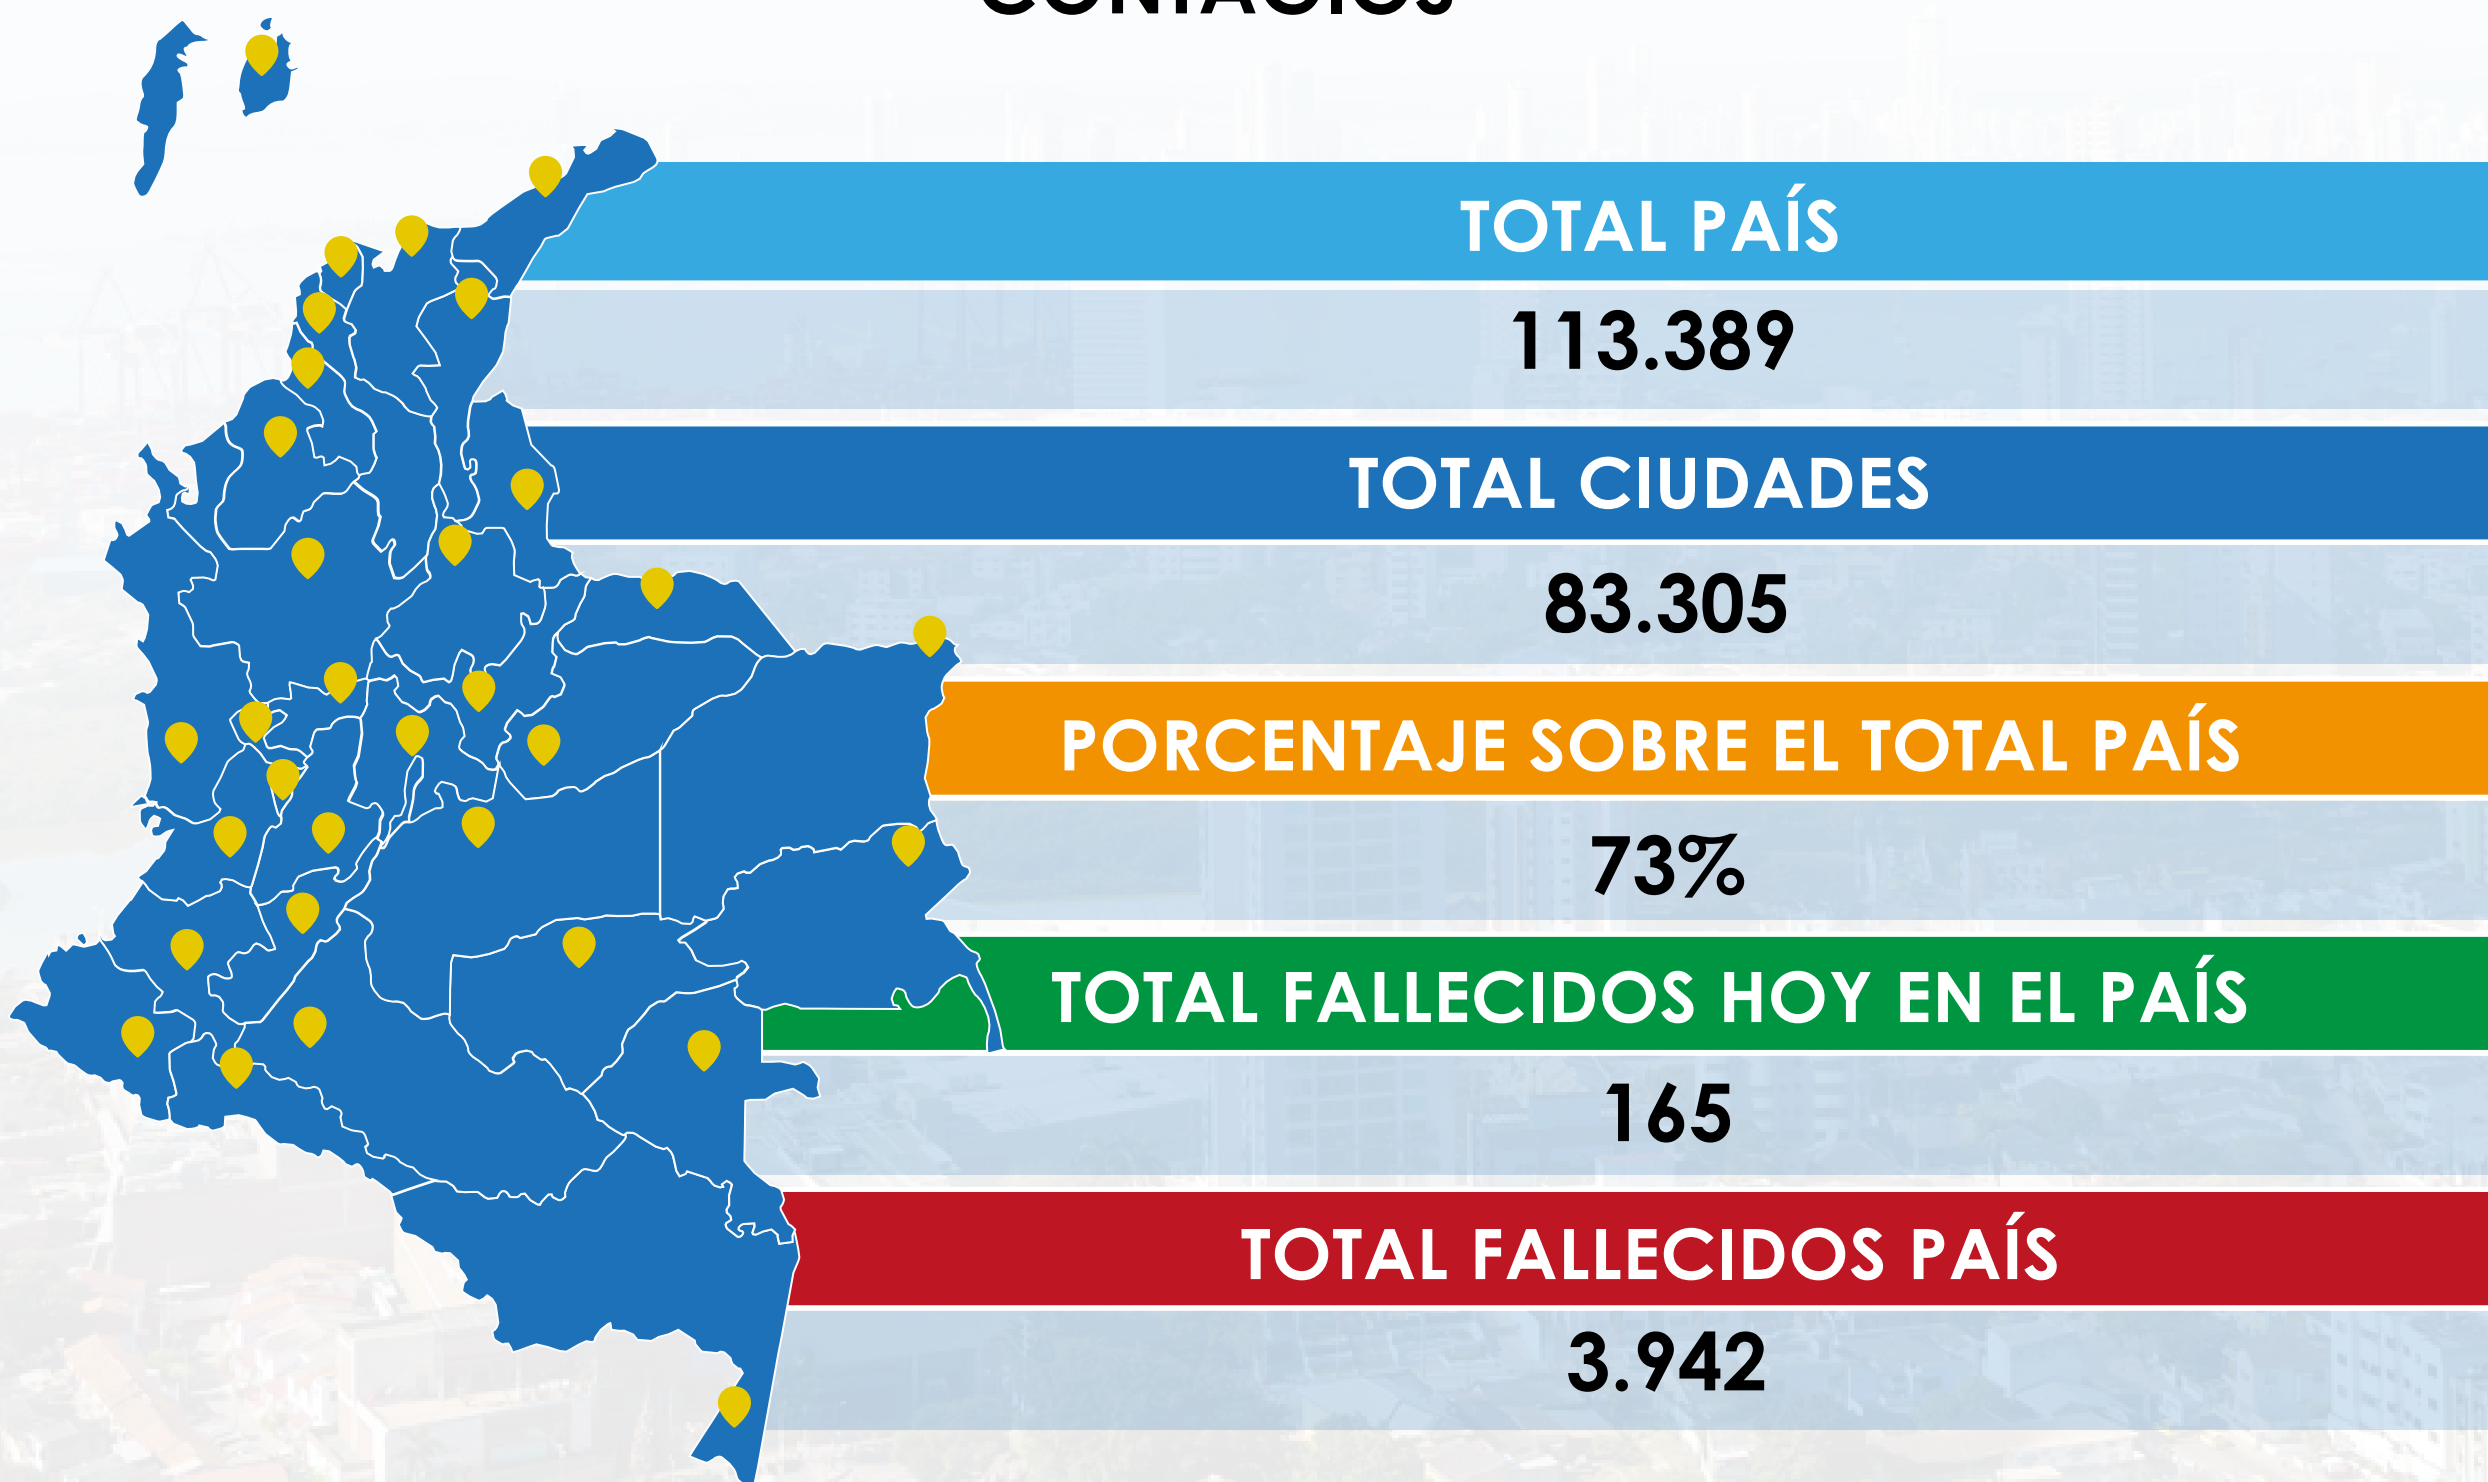 CONTAGIOS
TOTAL PAÍS
113.389
TOTAL CIUDADES
83.305
PORCENTAJE SOBRE EL TOTAL PAÍS
73%
TOTAL FALLECIDOS HOY EN EL PAÍS
165
TOTAL FALLECIDOS PAÍS
3.942